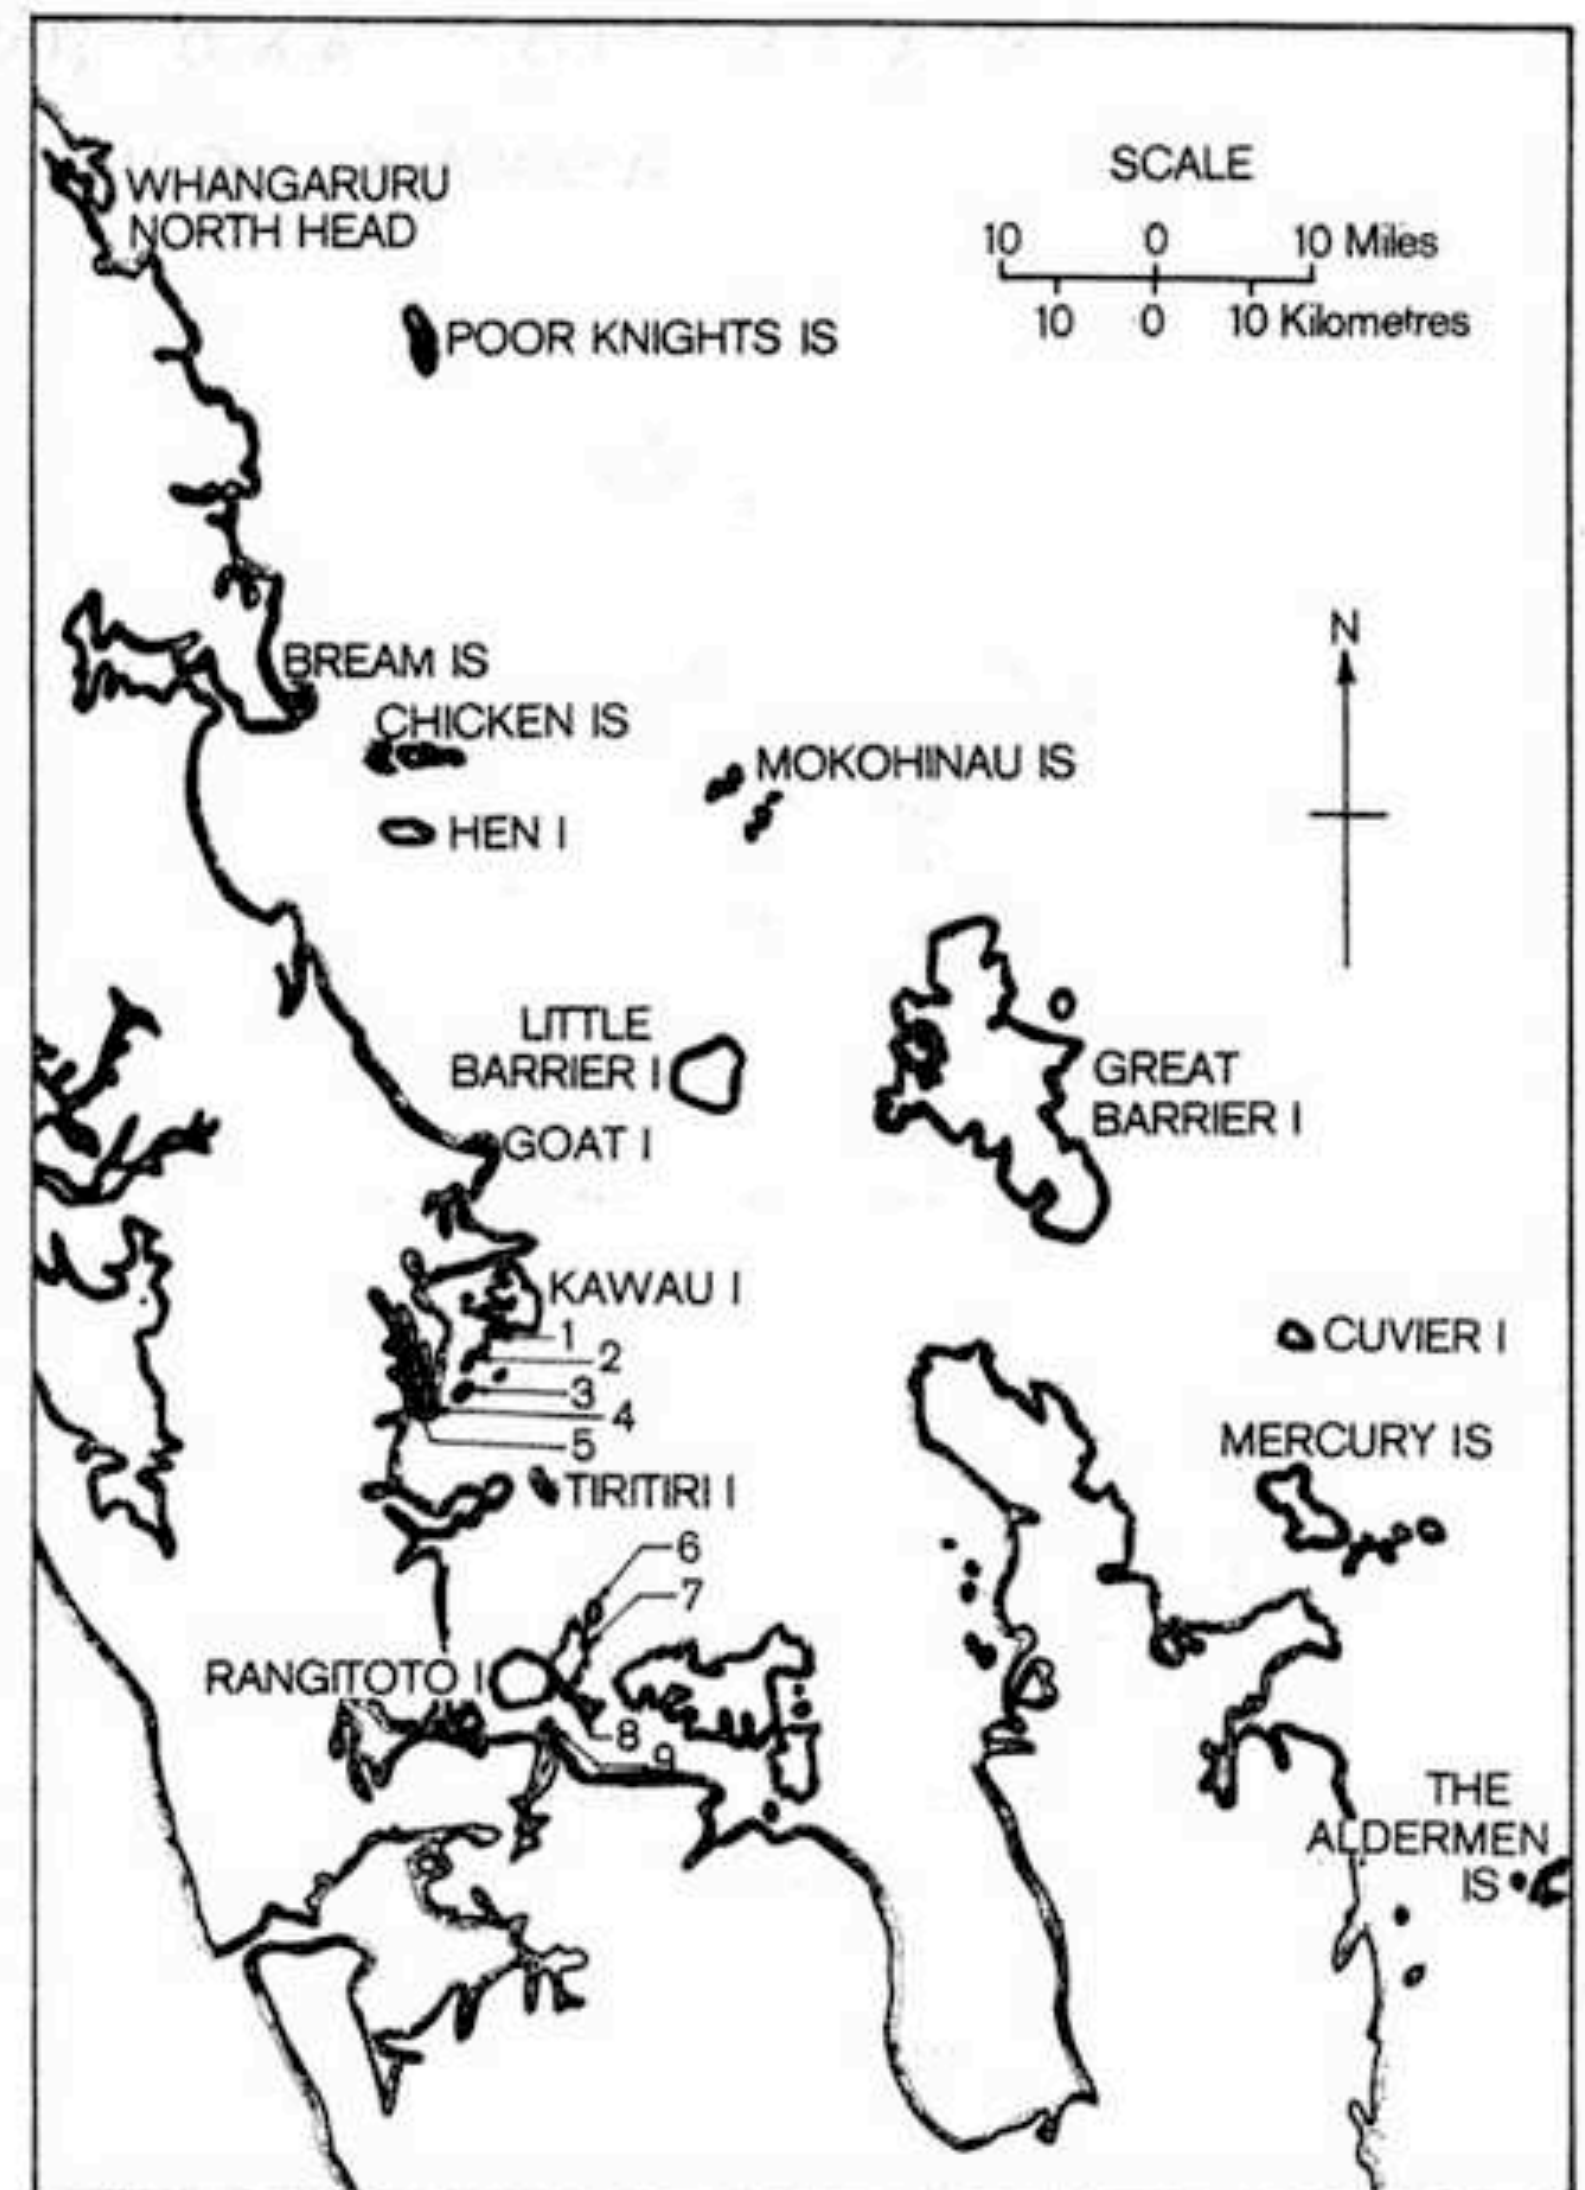 WHANGARURU
NORTH HEAD
SCALE
10 0 10 Miles
10 0 10 Kilometres
POOR KNIGHTS IS
N
BREAM IS
CHICKEN IS
MOKOHINAU IS
HEN I
LITTLE
BARRIER I
GREAT
BARRIER I
GOAT I
KAWAU I
1
2
3
4
5
CUVIER I
MERCURY IS
TIRITIRI I
6
7
RANGITOTO I
8
9
THE
ALDERMEN
IS